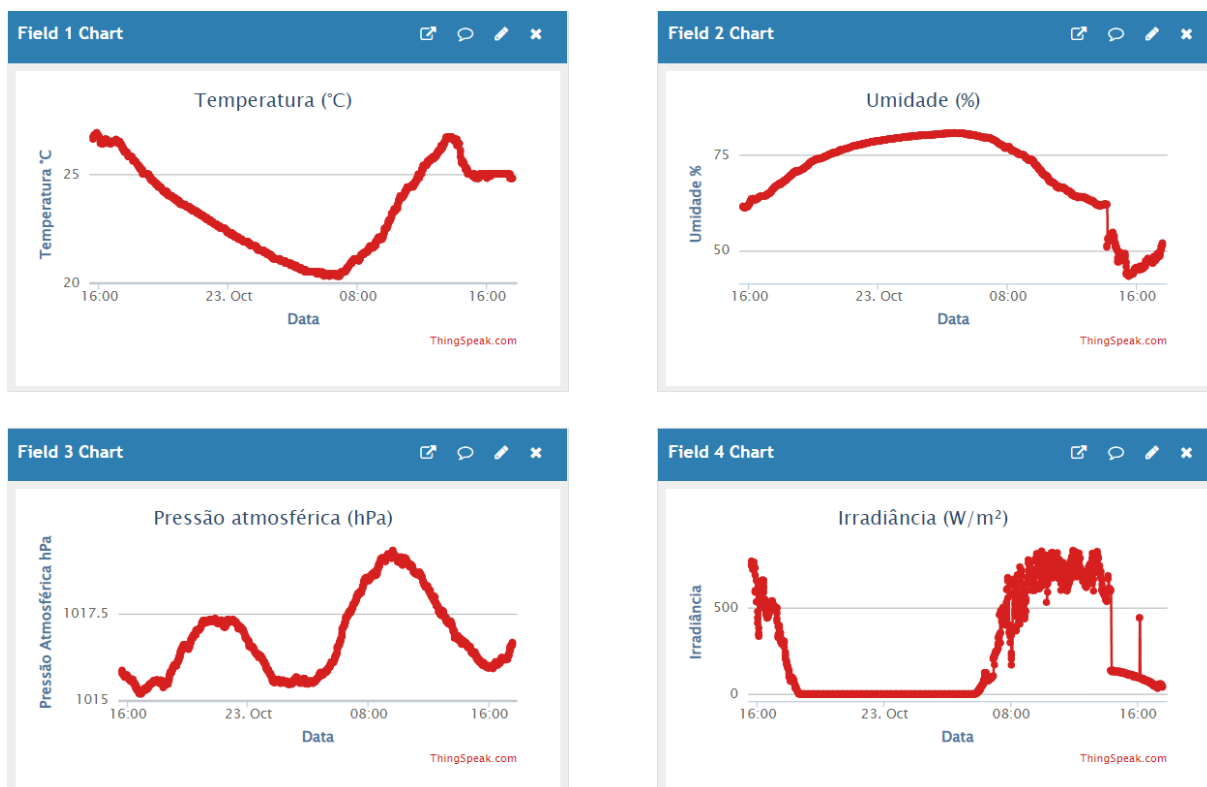 Field 1 Chart
Temperatura (°C)
Temperatura °C
25
20
16:00 23. Oct 08:00 16:00
Data
ThingSpeak.com
Field 2 Chart
Umidade (%)
Umidade %
75
50
16:00 23. Oct 08:00 16:00
Data
ThingSpeak.com
Field 3 Chart
Pressão atmosférica (hPa)
Pressão Atmosférica hPa
1017.5
1015
16:00 23. Oct 08:00 16:00
Data
ThingSpeak.com
Field 4 Chart
Irradiância (W/m²)
Irradiância
500
0
16:00 23. Oct 08:00 16:00
Data
ThingSpeak.com